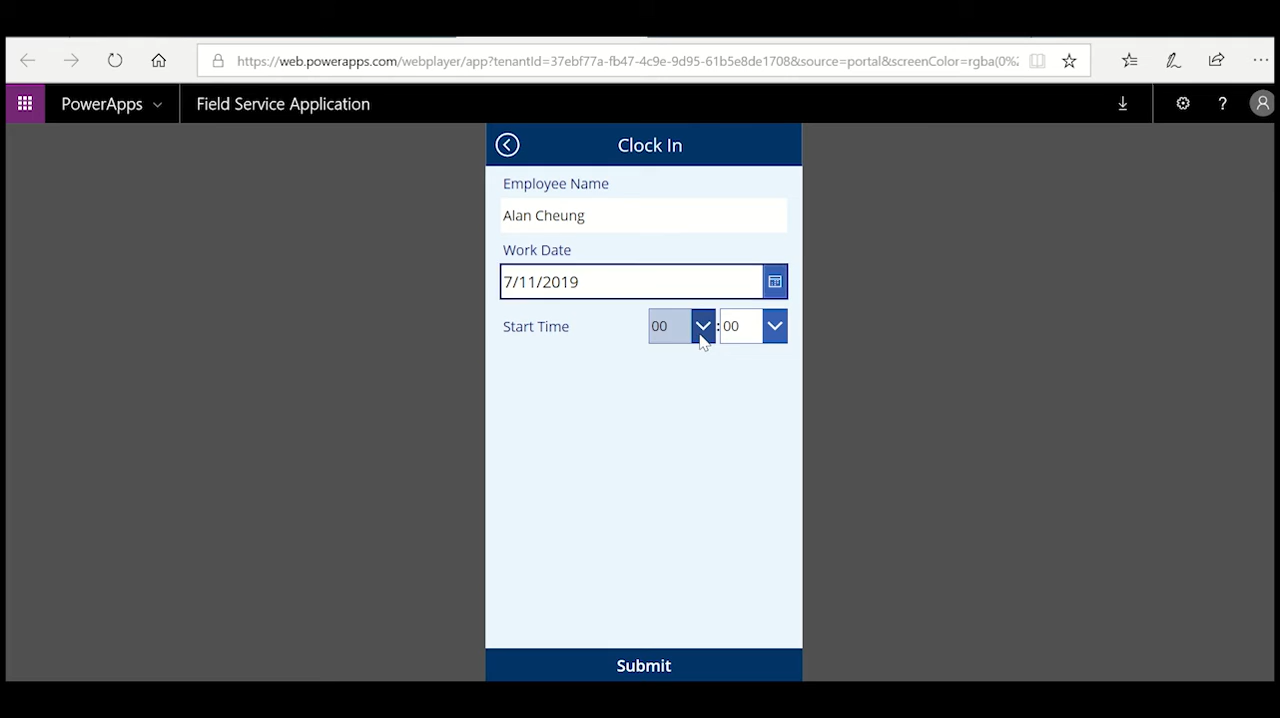 https://web.powerapps.com/webplayer/app?tenantId=37ebf77a-fb47-4c9e-9d95-61b5e8de1708&source=portal&screenColor=rgba(0%2
PowerApps
Field Service Application
?
Clock In
Employee Name
Alan Cheung
Work Date
7/11/2019
Start Time 00 : 00
Submit